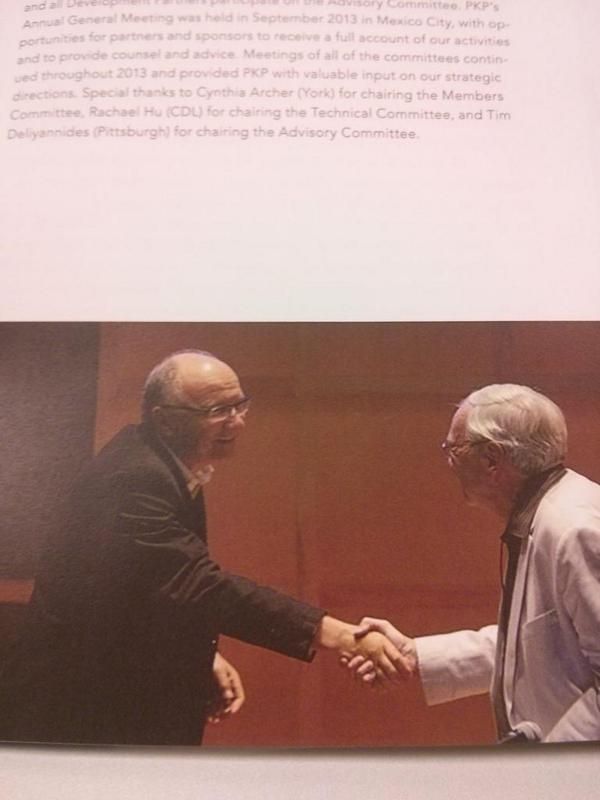 and all Development Partners participate on the Advisory Committee. PKP's
Annual General Meeting was held in September 2013 in Mexico City, with op-
portunities for partners and sponsors to receive a full account of our activities
and to provide counsel and advice. Meetings of all of the committees contin-
ued throughout 2013 and provided PKP with valuable input on our strategic
directions. Special thanks to Cynthia Archer (York) for chairing the Members
Committee, Rachael Hu (CDL) for chairing the Technical Committee, and Tim
Deliyannides (Pittsburgh) for chairing the Advisory Committee.